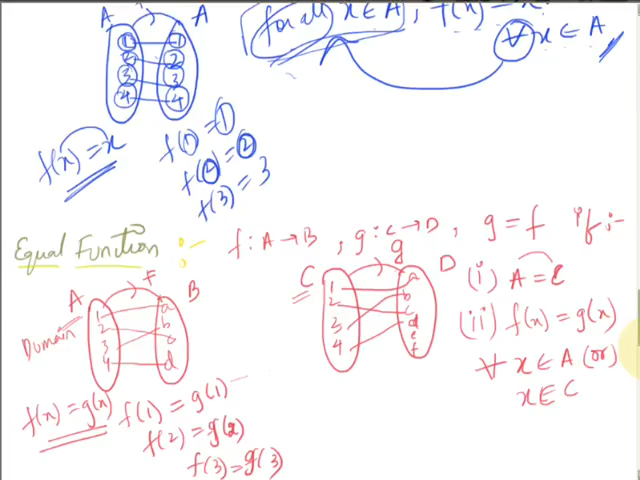 A A
for all x ∈ A, f(x) = x
∀ x ∈ A
1 1
2 2
3 3
4 4
f(x) = x
f(1) = 1
f(2) = 2
f(3) = 3
Equal Function :- f : A → B , g : C → D , g = f if :-
A F B
Domain
1 a
2 b
3 c
4 d
C g D
1 a
2 b
3 c
4 d
e
f
(i) A = C
(ii) f(x) = g(x)
∀ x ∈ A (or)
x ∈ C
f(x) = g(x)
f(1) = g(1)
f(2) = g(2)
f(3) = g(3)